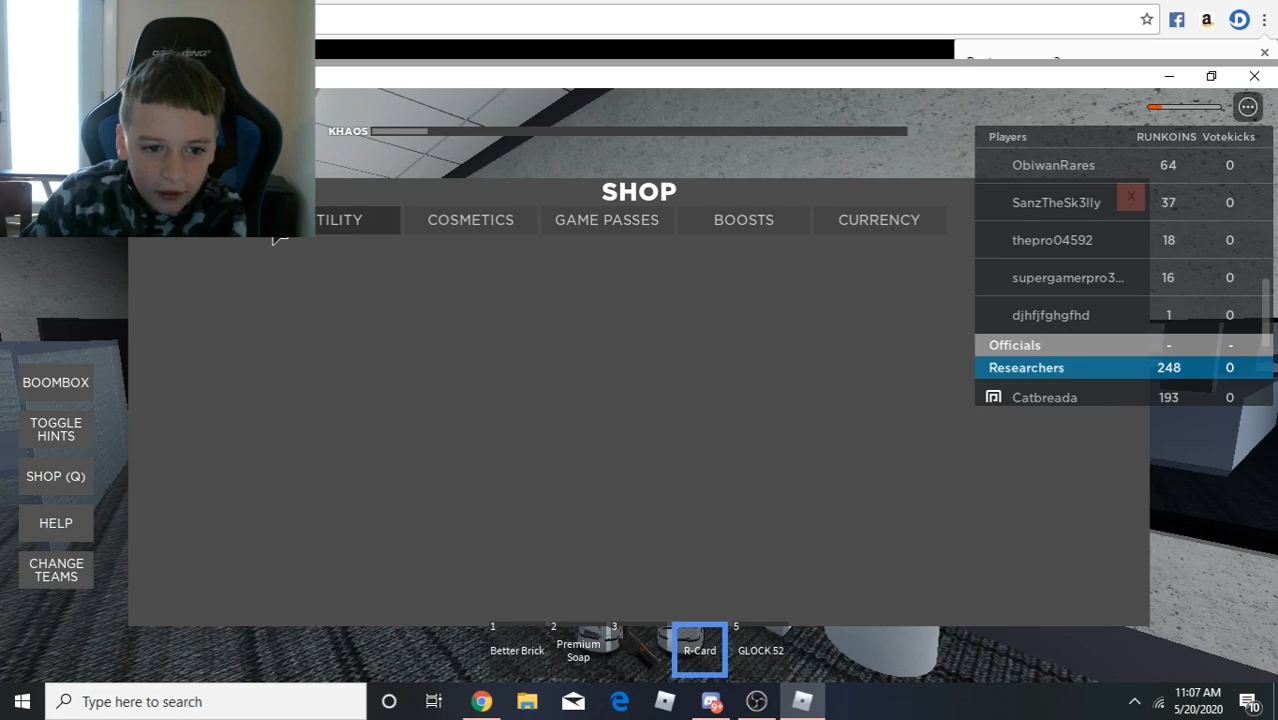 KHAOS
SHOP
TILITY
COSMETICS
GAME PASSES
BOOSTS
CURRENCY
X
Players RUNKOINS Votekicks
ObiwanRares 64 0
SanzTheSk3lly 37 0
thepro04592 18 0
supergamerpro3... 16 0
djhfjfghgfhd 1 0
Officials - -
Researchers 248 0
Catbreada 193 0
BOOMBOX
TOGGLE
HINTS
SHOP (Q)
HELP
CHANGE
TEAMS
1
Better Brick
2
Premium
Soap
3
R-Card
5
GLOCK 52
Type here to search
9+
11:07 AM
5/20/2020
10